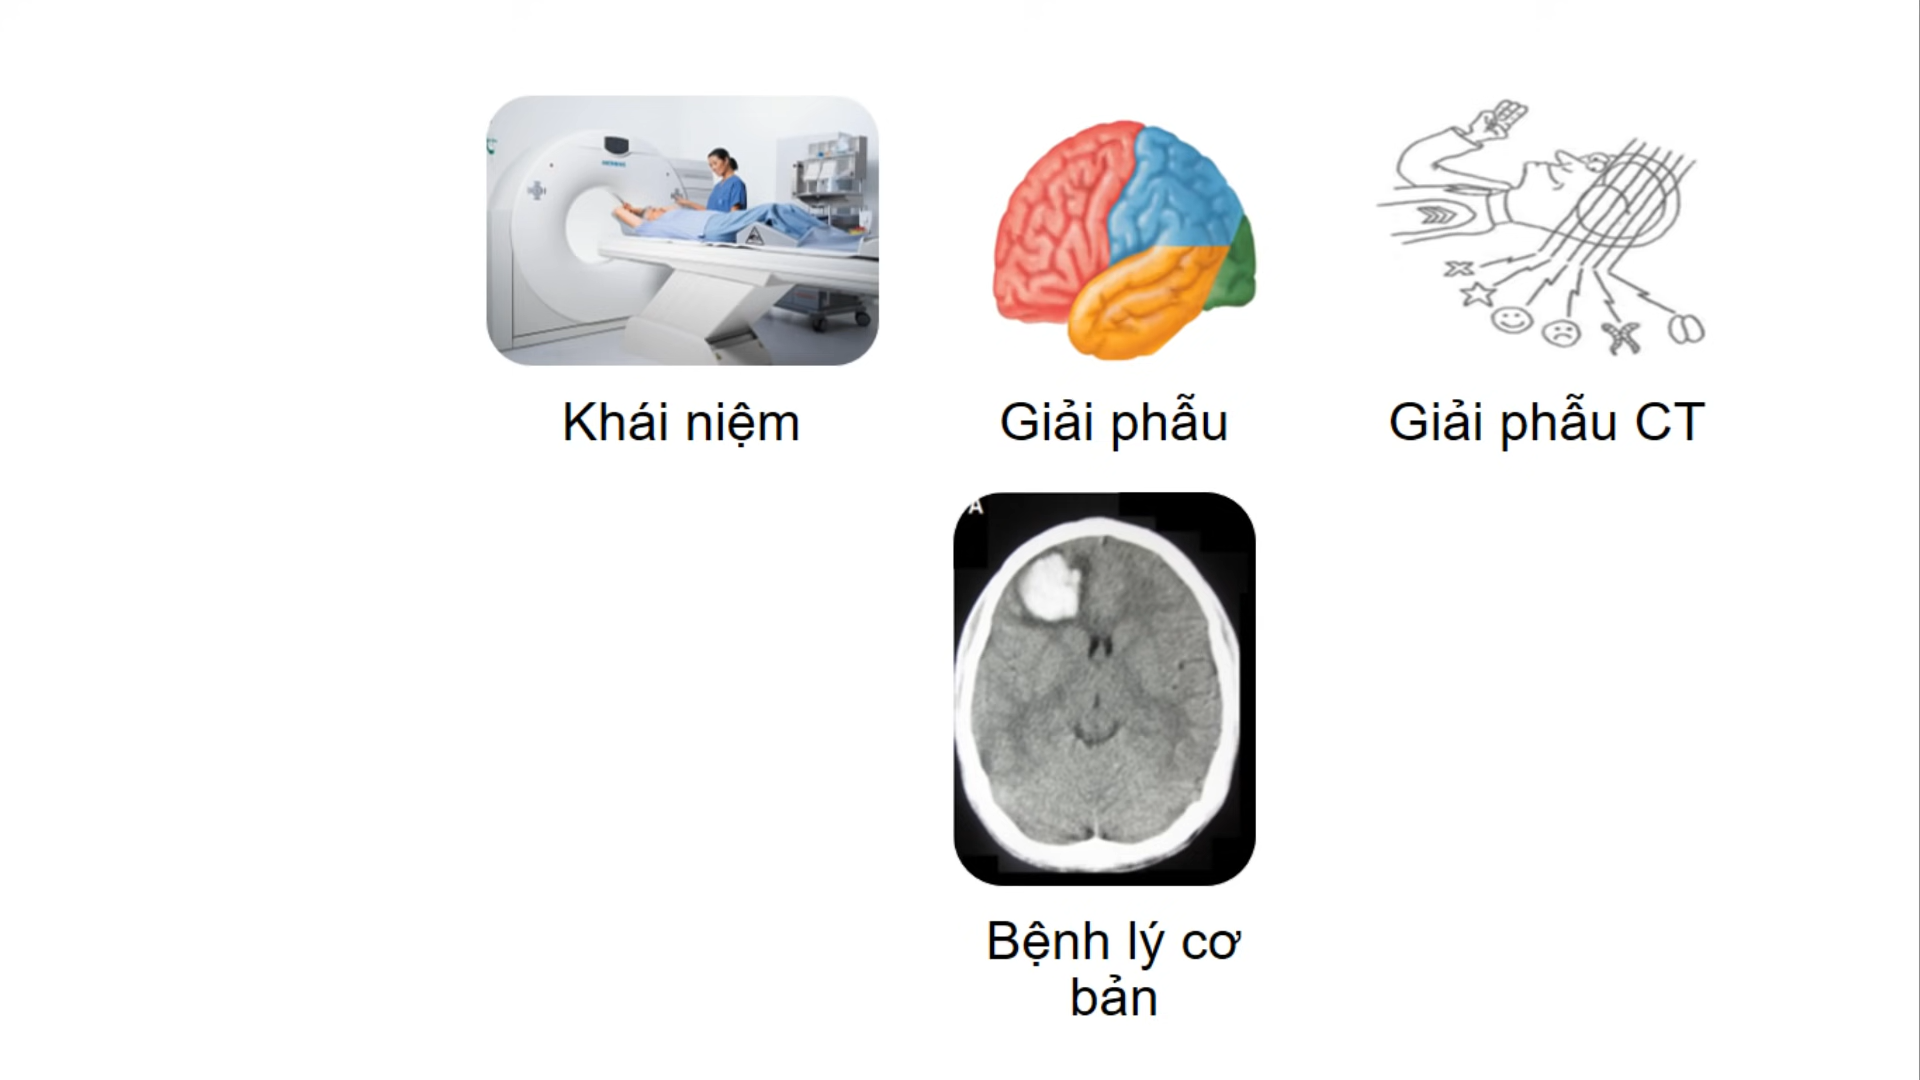 Khái niệm
Giải phẫu
Giải phẫu CT
A
Bệnh lý cơ
bản